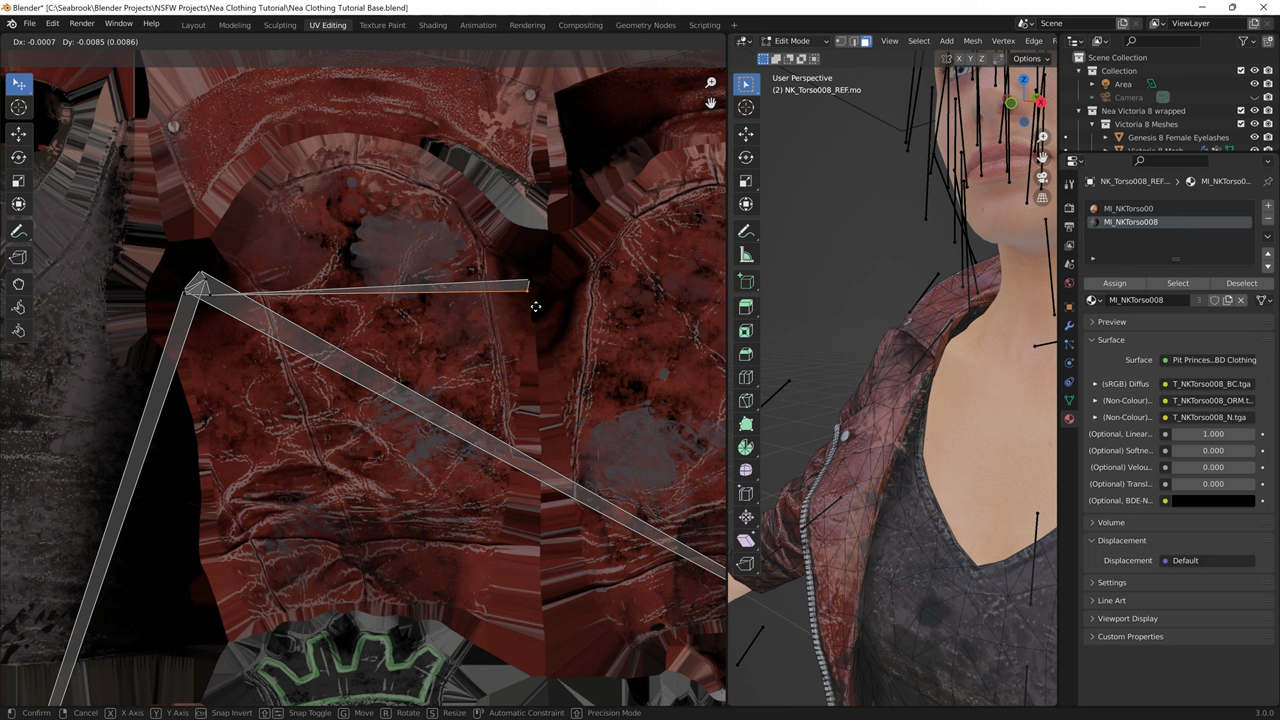 Blender* [C:\Seabrook\Blender Projects\NSFW Projects\Nea Clothing Tutorial\Nea Clothing Tutorial Base.blend]
File Edit Render Window Help Layout Modeling Sculpting UV Editing Texture Paint Shading Animation Rendering Compositing Geometry Nodes Scripting + Scene ViewLayer
Dx: -0.0007 Dy: -0.0085 (0.0086)
Edit Mode View Select Add Mesh Vertex Edge F
X Y Z Options
User Perspective
(2) NK_Torso008_REF.mo
Scene Collection
Collection
Area
Camera
Nea Victoria 8 wrapped
Victoria 8 Meshes
Genesis 8 Female Eyelashes
NK_Torso008_REF... MI_NKTorso0...
MI_NKTorso00
MI_NKTorso008
Assign Select Deselect
MI_NKTorso008 3
Preview
Surface
Surface Pit Princes...BD Clothing
(sRGB) Diffus T_NKTorso008_BC.tga
(Non-Colour)... T_NKTorso008_ORM.t...
(Non-Colour)... T_NKTorso008_N.tga
(Optional, Linear... 1.000
(Optional) Softne... 0.000
(Optional) Velou... 0.000
(Optional) Transl... 0.000
(Optional, BDE-N...
Volume
Displacement
Displacement Default
Settings
Line Art
Viewport Display
Custom Properties
Confirm Cancel X X Axis Y Y Axis Ctrl Snap Invert Snap Toggle G Move R Rotate S Resize Automatic Constraint Precision Mode 3.0.0